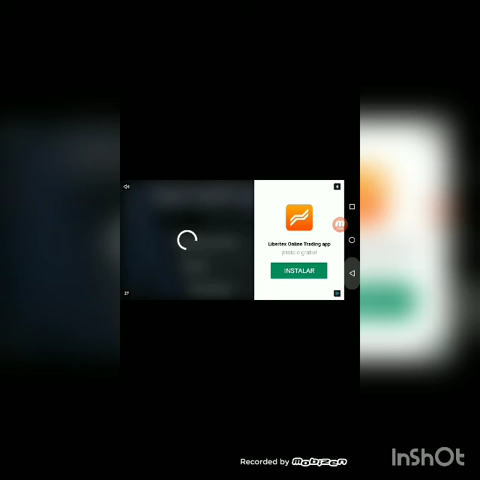 Libertex Online Trading app
INSTALAR
Recorded by MOBIZEN
InShOt